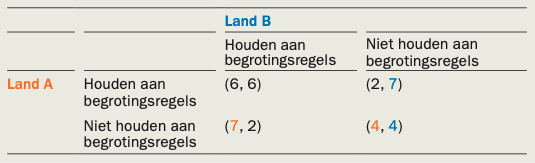 Land B
Houden aan
begrotingsregels
Niet houden aan
begrotingsregels
Land A
Houden aan
begrotingsregels
(6, 6)
(2, 7)
Niet houden aan
begrotingsregels
(7, 2)
(4, 4)